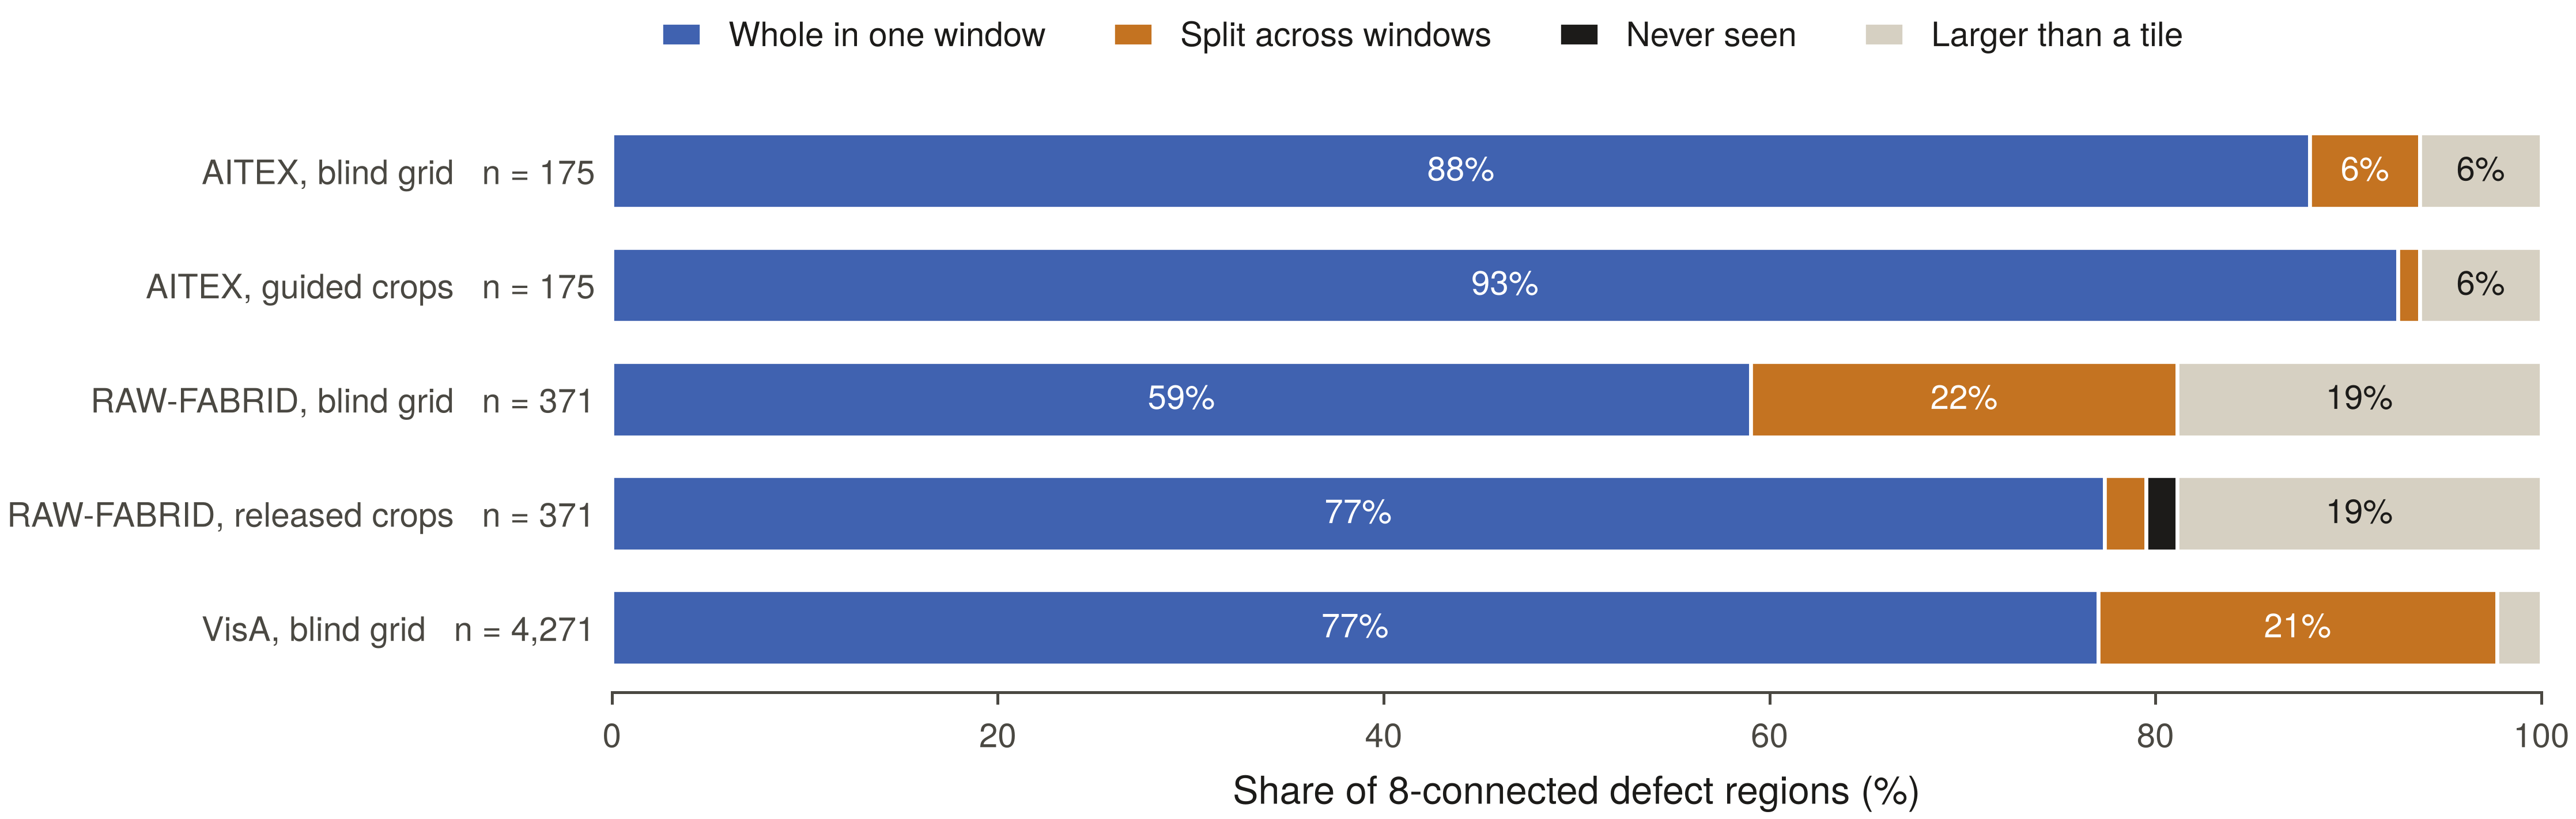 Whole in one window   Split across windows   Never seen   Larger than a tile
AITEX, blind grid   n = 175   88%   6%   6%
AITEX, guided crops   n = 175   93%   6%
RAW-FABRID, blind grid   n = 371   59%   22%   19%
RAW-FABRID, released crops   n = 371   77%   19%
VisA, blind grid   n = 4,271   77%   21%
0   20   40   60   80   100
Share of 8-connected defect regions (%)